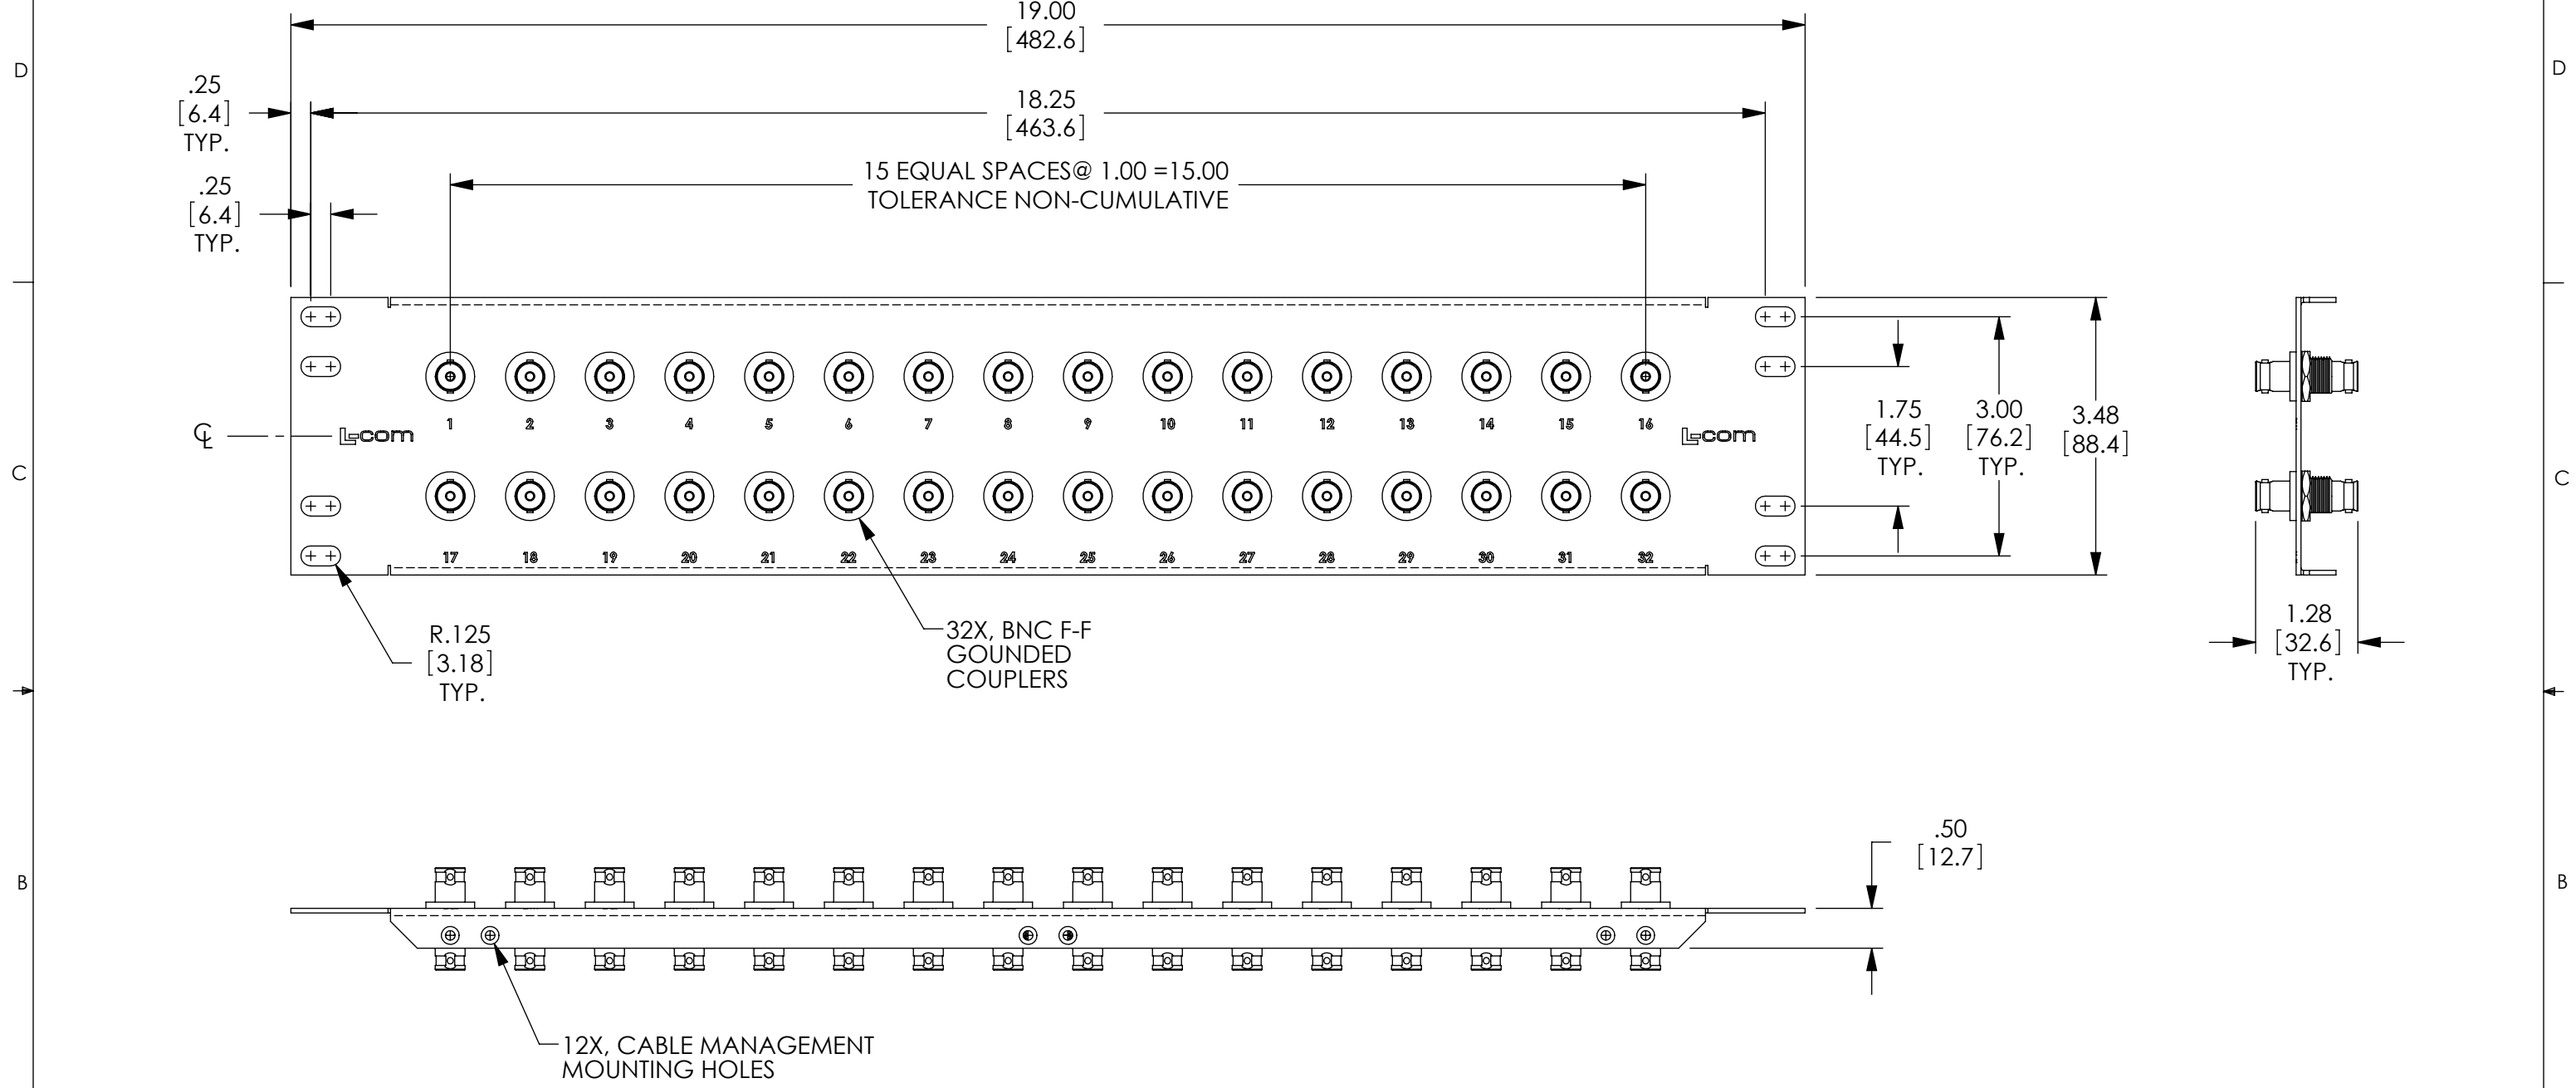 19.00
[482.6]
D
D
.25
[6.4]
TYP.
18.25
[463.6]
15 EQUAL SPACES@ 1.00 =15.00
TOLERANCE NON-CUMULATIVE
.25
[6.4]
TYP.
1 2 3 4 5 6 7 8 9 10 11 12 13 14 15 16
CL
L-com
L-com
1.75
[44.5]
TYP.
3.00
[76.2]
TYP.
3.48
[88.4]
C
C
17 18 19 20 21 22 23 24 25 26 27 28 29 30 31 32
R.125
[3.18]
TYP.
32X, BNC F-F
GOUNDED
COUPLERS
1.28
[32.6]
TYP.
.50
[12.7]
B
B
12X, CABLE MANAGEMENT
MOUNTING HOLES